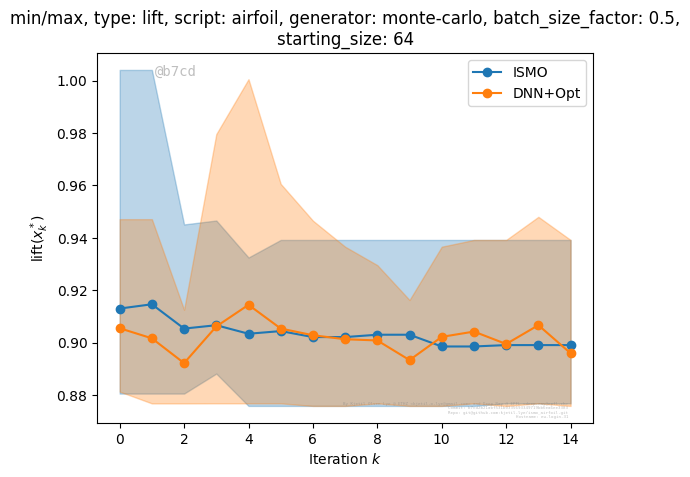 min/max, type: lift, script: airfoil, generator: monte-carlo, batch_size_factor: 0.5,
starting_size: 64
@b7cd
ISMO
DNN+Opt
1.00
0.98
0.96
0.94
0.92
0.90
0.88
lift(x*k)
0 2 4 6 8 10 12 14
Iteration k